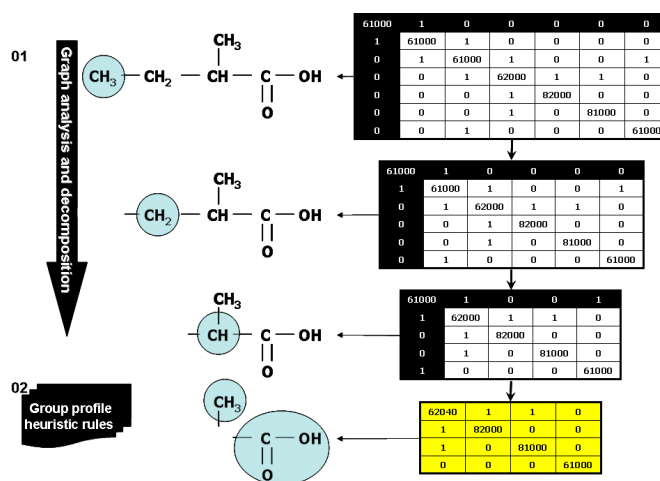 61000 1 0 0 0 0 0
1 61000 1 0 0 0 0
0 1 61000 1 0 0 1
0 0 1 62000 1 1 0
0 0 0 1 82000 0 0
0 0 0 1 0 81000 0
0 0 1 0 0 0 61000
01
Graph analysis and decomposition
CH3
CH3 CH2 CH C OH
O
61000 1 0 0 0 0
1 61000 1 0 0 1
0 1 62000 1 1 0
0 0 1 82000 0 0
0 0 1 0 81000 0
0 1 0 0 0 61000
CH3
CH2 CH C OH
O
61000 1 0 0 1
1 62000 1 1 0
0 1 82000 0 0
0 1 0 81000 0
1 0 0 0 61000
CH3
CH C OH
O
02
Group profile
heuristic rules
CH3
C OH
O
62040 1 1 0
1 82000 0 0
1 0 81000 0
0 0 0 61000